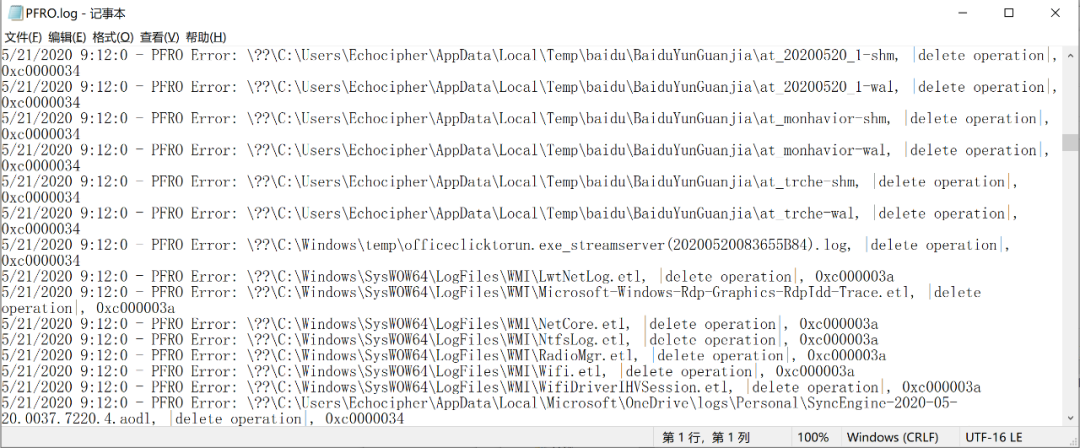 PFRO.log - 记事本
文件(F) 编辑(E) 格式(O) 查看(V) 帮助(H)
5/21/2020 9:12:0 - PFRO Error: \??\C:\Users\Echocipher\AppData\Local\Temp\baidu\BaiduYunGuanjia\at_20200520_1-shm, |delete operation|,
0xc0000034
5/21/2020 9:12:0 - PFRO Error: \??\C:\Users\Echocipher\AppData\Local\Temp\baidu\BaiduYunGuanjia\at_20200520_1-wal, |delete operation|,
0xc0000034
5/21/2020 9:12:0 - PFRO Error: \??\C:\Users\Echocipher\AppData\Local\Temp\baidu\BaiduYunGuanjia\at_monhavior-shm, |delete operation|,
0xc0000034
5/21/2020 9:12:0 - PFRO Error: \??\C:\Users\Echocipher\AppData\Local\Temp\baidu\BaiduYunGuanjia\at_monhavior-wal, |delete operation|,
0xc0000034
5/21/2020 9:12:0 - PFRO Error: \??\C:\Users\Echocipher\AppData\Local\Temp\baidu\BaiduYunGuanjia\at_trche-shm, |delete operation|,
0xc0000034
5/21/2020 9:12:0 - PFRO Error: \??\C:\Users\Echocipher\AppData\Local\Temp\baidu\BaiduYunGuanjia\at_trche-wal, |delete operation|,
0xc0000034
5/21/2020 9:12:0 - PFRO Error: \??\C:\Windows\temp\officeclicktorun.exe_streamserver(20200520083655B84).log, |delete operation|,
0xc0000034
5/21/2020 9:12:0 - PFRO Error: \??\C:\Windows\SysWOW64\LogFiles\WMI\LwtNetLog.etl, |delete operation|, 0xc000003a
5/21/2020 9:12:0 - PFRO Error: \??\C:\Windows\SysWOW64\LogFiles\WMI\Microsoft-Windows-Rdp-Graphics-RdpIdd-Trace.etl, |delete
operation|, 0xc000003a
5/21/2020 9:12:0 - PFRO Error: \??\C:\Windows\SysWOW64\LogFiles\WMI\NetCore.etl, |delete operation|, 0xc000003a
5/21/2020 9:12:0 - PFRO Error: \??\C:\Windows\SysWOW64\LogFiles\WMI\NtfsLog.etl, |delete operation|, 0xc000003a
5/21/2020 9:12:0 - PFRO Error: \??\C:\Windows\SysWOW64\LogFiles\WMI\RadioMgr.etl, |delete operation|, 0xc000003a
5/21/2020 9:12:0 - PFRO Error: \??\C:\Windows\SysWOW64\LogFiles\WMI\Wifi.etl, |delete operation|, 0xc000003a
5/21/2020 9:12:0 - PFRO Error: \??\C:\Windows\SysWOW64\LogFiles\WMI\WifiDriverIHVSession.etl, |delete operation|, 0xc000003a
5/21/2020 9:12:0 - PFRO Error: \??\C:\Users\Echocipher\AppData\Local\Microsoft\OneDrive\logs\Personal\SyncEngine-2020-05-
20.0037.7220.4.aodl, |delete operation|, 0xc0000034
第 1 行，第 1 列 100% Windows (CRLF) UTF-16 LE